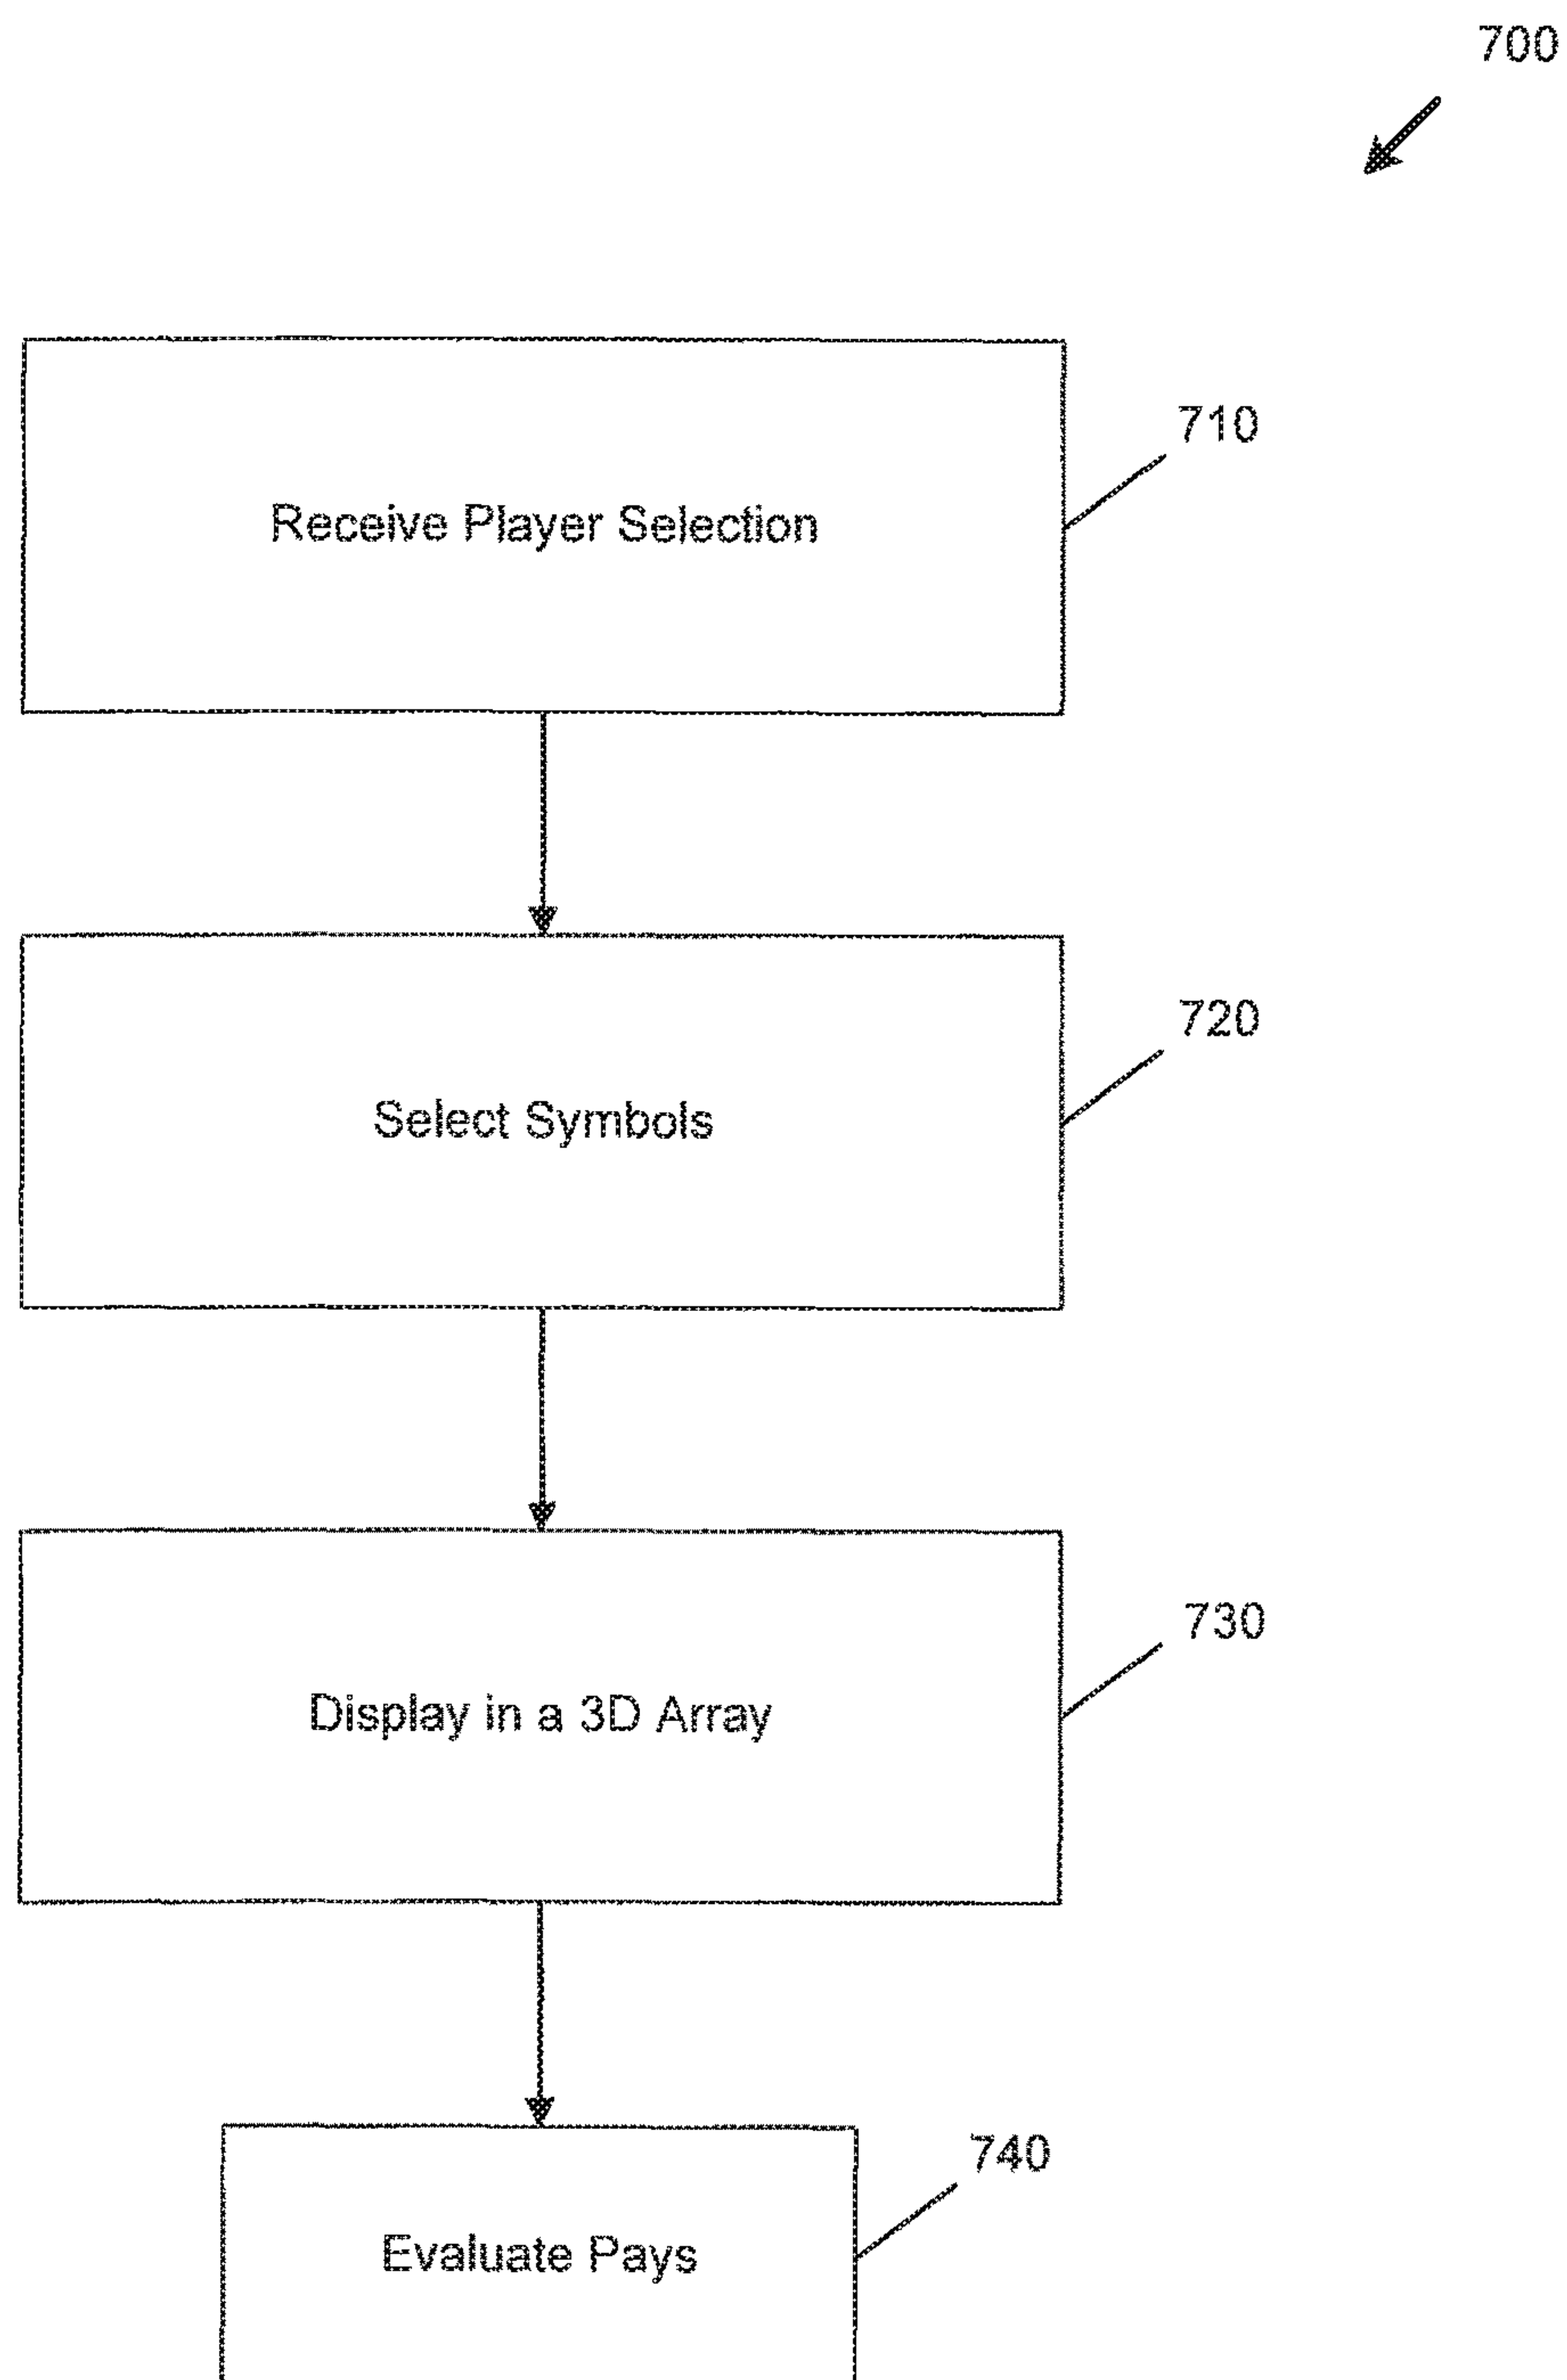 700
Receive Player Selection
710
Select Symbols
720
Display in a 3D Array
730
Evaluate Pays
740